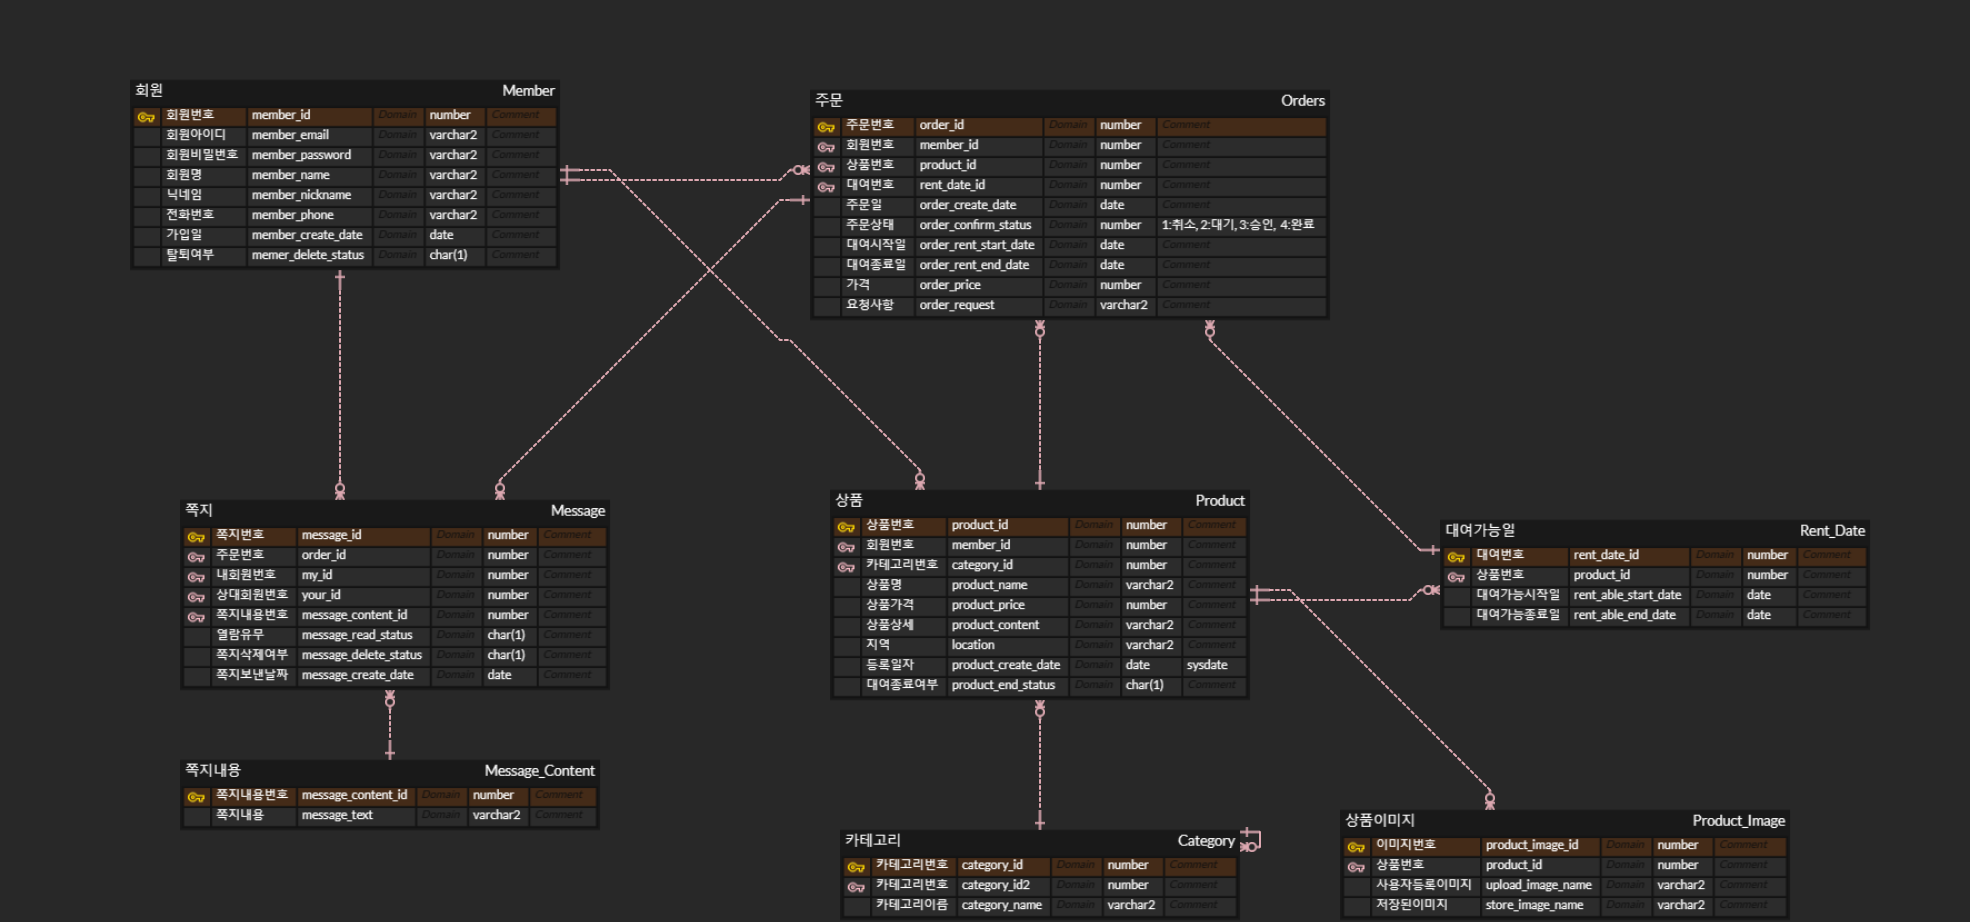 회원 Member
회원번호 member_id Domain number Comment
회원아이디 member_email Domain varchar2 Comment
회원비밀번호 member_password Domain varchar2 Comment
회원명 member_name Domain varchar2 Comment
닉네임 member_nickname Domain varchar2 Comment
전화번호 member_phone Domain varchar2 Comment
가입일 member_create_date Domain date Comment
탈퇴여부 memer_delete_status Domain char(1) Comment
주문 Orders
주문번호 order_id Domain number Comment
회원번호 member_id Domain number Comment
상품번호 product_id Domain number Comment
대여번호 rent_date_id Domain number Comment
주문일 order_create_date Domain date Comment
주문상태 order_confirm_status Domain number 1:취소, 2:대기, 3:승인, 4:완료
대여시작일 order_rent_start_date Domain date Comment
대여종료일 order_rent_end_date Domain date Comment
가격 order_price Domain number Comment
요청사항 order_request Domain varchar2 Comment
쪽지 Message
쪽지번호 message_id Domain number Comment
주문번호 order_id Domain number Comment
내회원번호 my_id Domain number Comment
상대회원번호 your_id Domain number Comment
쪽지내용번호 message_content_id Domain number Comment
열람유무 message_read_status Domain char(1) Comment
쪽지삭제여부 message_delete_status Domain char(1) Comment
쪽지보낸날짜 message_create_date Domain date Comment
상품 Product
상품번호 product_id Domain number Comment
회원번호 member_id Domain number Comment
카테고리번호 category_id Domain number Comment
상품명 product_name Domain varchar2 Comment
상품가격 product_price Domain number Comment
상품상세 product_content Domain varchar2 Comment
지역 location Domain varchar2 Comment
등록일자 product_create_date Domain date sysdate
대여종료여부 product_end_status Domain char(1) Comment
대여가능일 Rent_Date
대여번호 rent_date_id Domain number Comment
상품번호 product_id Domain number Comment
대여가능시작일 rent_able_start_date Domain date Comment
대여가능종료일 rent_able_end_date Domain date Comment
쪽지내용 Message_Content
쪽지내용번호 message_content_id Domain number Comment
쪽지내용 message_text Domain varchar2 Comment
카테고리 Category
카테고리번호 category_id Domain number Comment
카테고리번호 category_id2 Domain number Comment
카테고리이름 category_name Domain varchar2 Comment
상품이미지 Product_Image
이미지번호 product_image_id Domain number Comment
상품번호 product_id Domain number Comment
사용자등록이미지 upload_image_name Domain varchar2 Comment
저장된이미지 store_image_name Domain varchar2 Comment